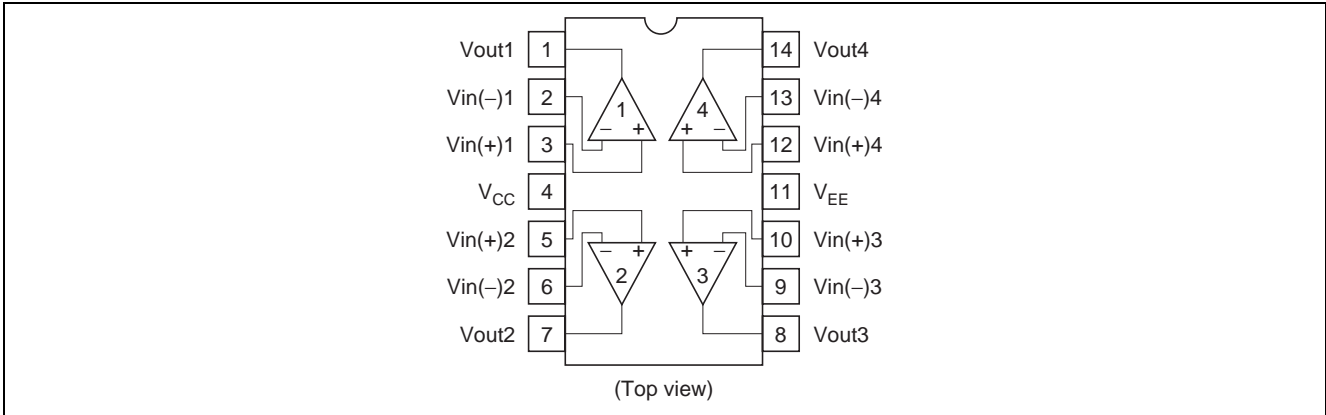 Vout1 1 14 Vout4
Vin(−)1 2 1 4 13 Vin(−)4
− + + −
Vin(+)1 3 12 Vin(+)4
VCC 4 11 VEE
Vin(+)2 5 10 Vin(+)3
− + + −
Vin(−)2 6 2 3 9 Vin(−)3
Vout2 7 8 Vout3
(Top view)